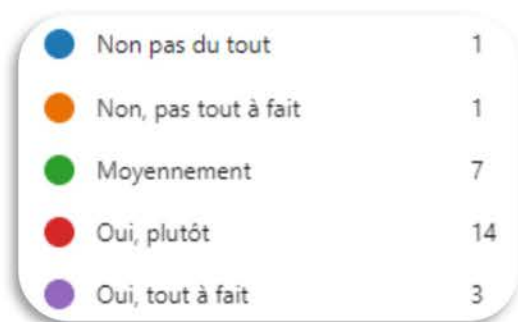 Non pas du tout 1
Non, pas tout à fait 1
Moyennement 7
Oui, plutôt 14
Oui, tout à fait 3